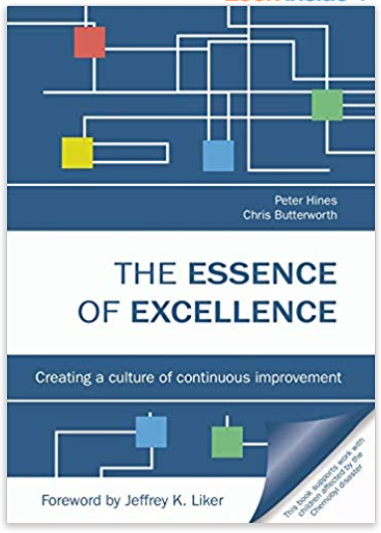 Peter Hines
Chris Butterworth
THE ESSENCE
OF EXCELLENCE
Creating a culture of continuous improvement
Foreword by Jeffrey K. Liker
This book supports work with
children affected by the
Chernobyl disaster